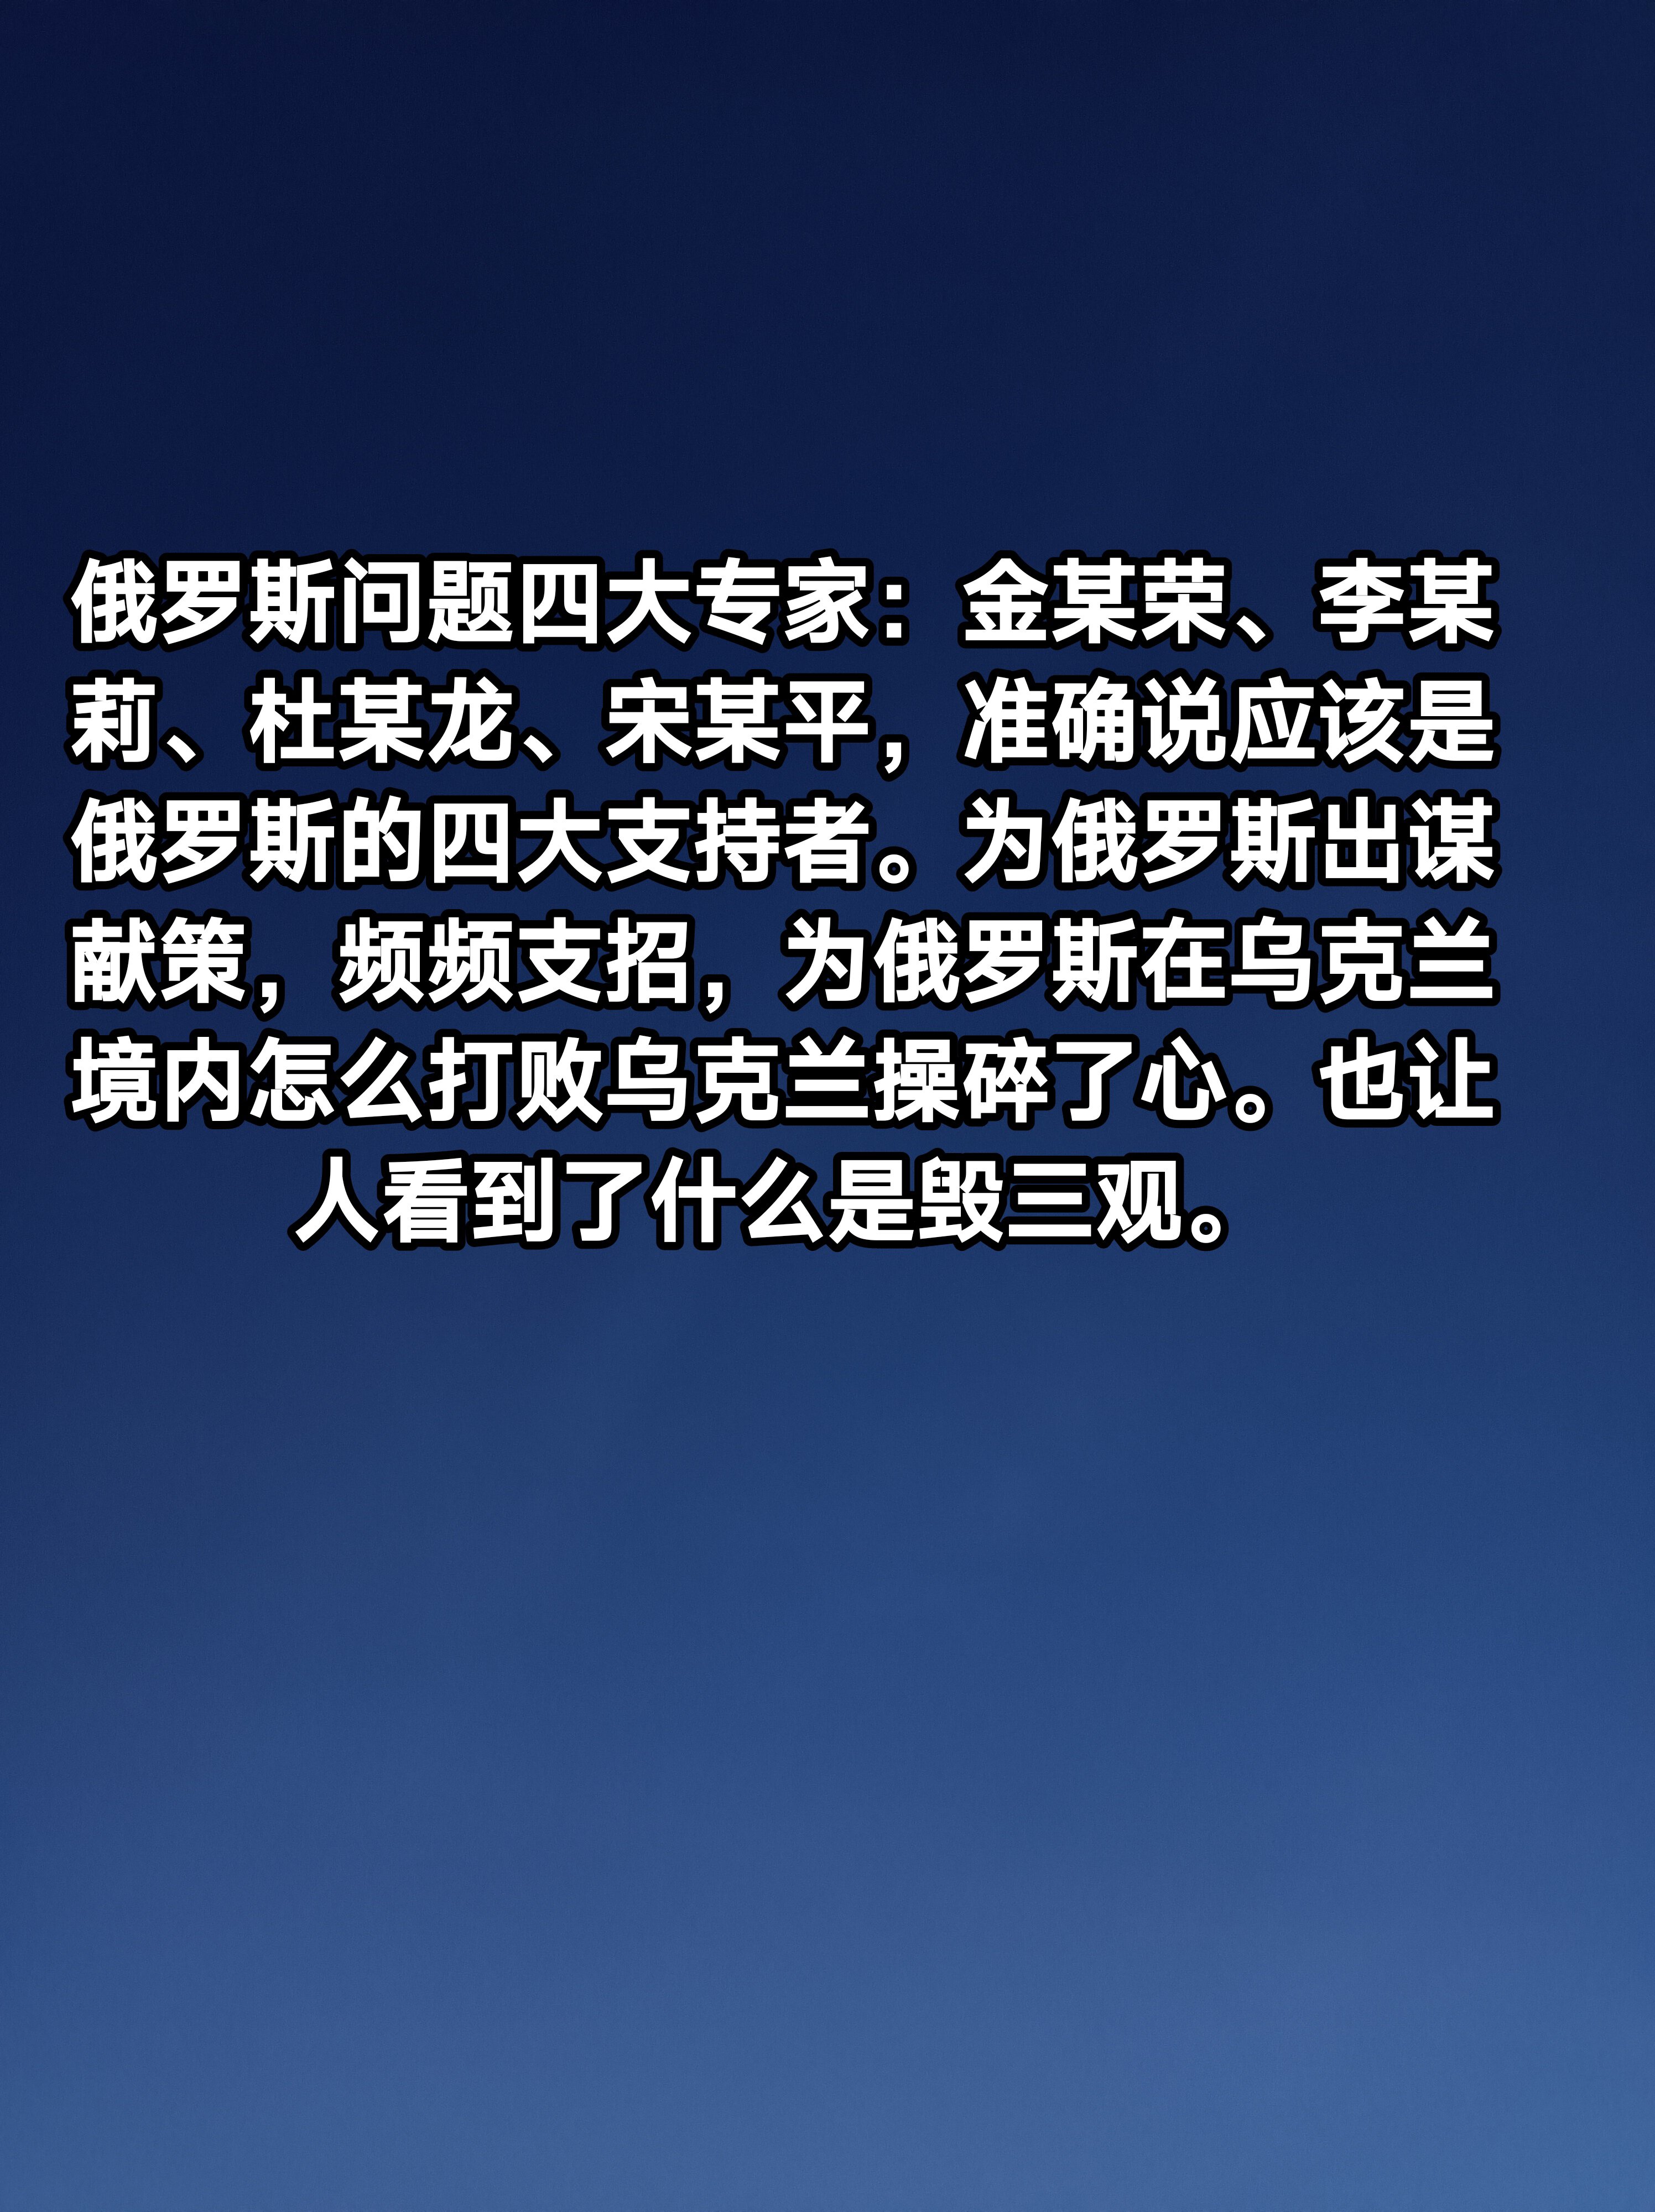 俄罗斯问题四大专家：金某荣、李某
莉、杜某龙、宋某平，准确说应该是
俄罗斯的四大支持者。为俄罗斯出谋
献策，频频支招，为俄罗斯在乌克兰
境内怎么打败乌克兰操碎了心。也让
人看到了什么是毁三观。